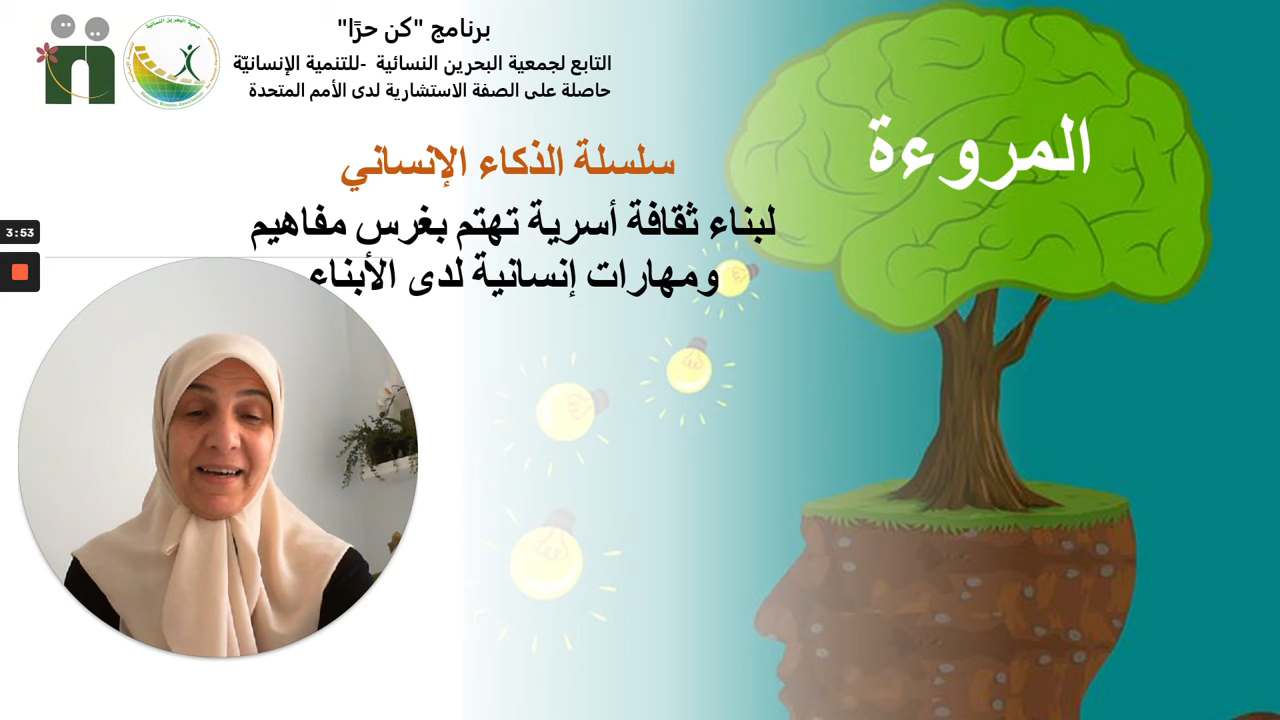 برنامج "كن حرًا"
التابع لجمعية البحرين النسائية -للتنمية الإنسانيّة
حاصلة على الصفة الاستشارية لدى الأمم المتحدة
سلسلة الذكاء الإنساني
لبناء ثقافة أسرية تهتم بغرس مفاهيم
ومهارات إنسانية لدى الأبناء
المروءة
3:53